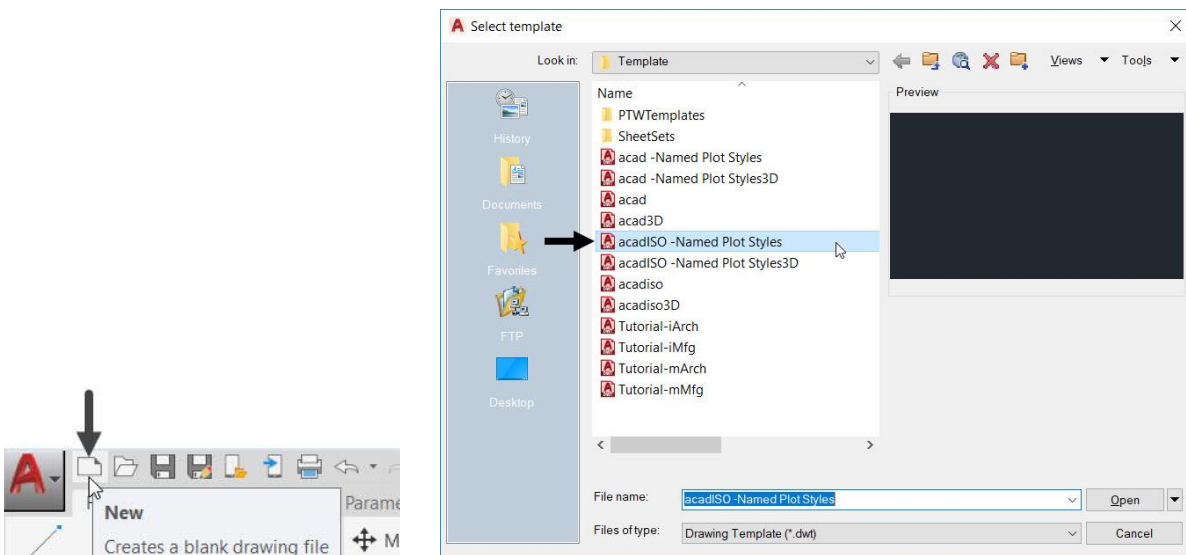 New
Creates a blank drawing file
Parame
M
Select template
Look in:
Template
Views
Tools
History
Documents
Favorites
FTP
Desktop
Name
PTWTemplates
SheetSets
acad -Named Plot Styles
acad -Named Plot Styles3D
acad
acad3D
acadISO -Named Plot Styles
acadISO -Named Plot Styles3D
acadiso
acadiso3D
Tutorial-iArch
Tutorial-iMfg
Tutorial-mArch
Tutorial-mMfg
Preview
File name:
acadISO -Named Plot Styles
Open
Files of type:
Drawing Template (*.dwt)
Cancel